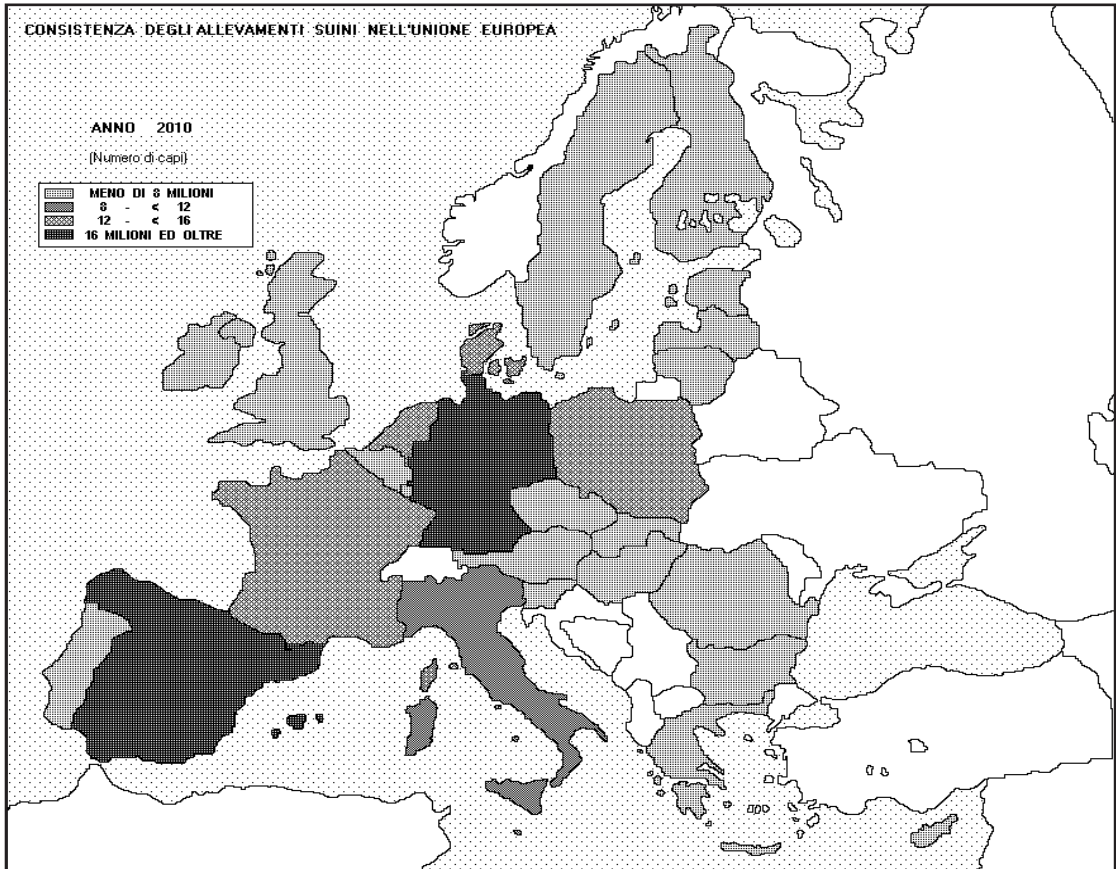 CONSISTENZA DEGLI ALLEVAMENTI SUINI NELL'UNIONE EUROPEA
ANNO 2010
(Numero di capi)
MENO DI 8 MILIONI
8 - < 12
12 - < 16
16 MILIONI ED OLTRE